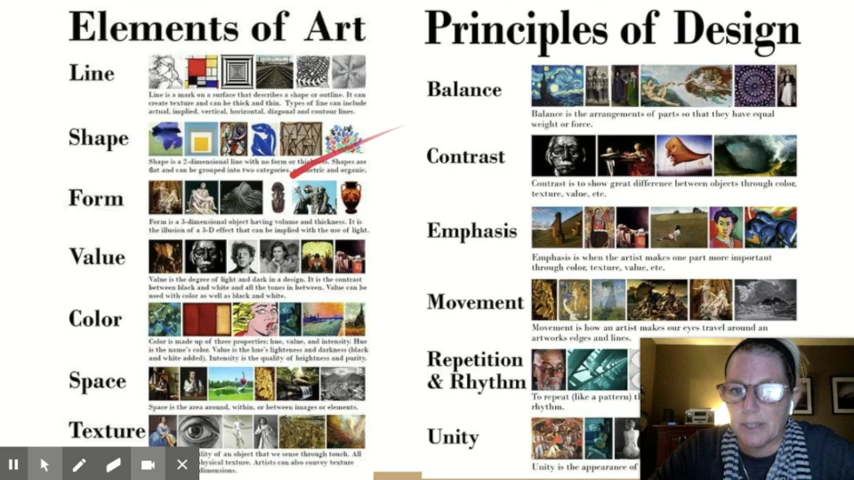 Elements of Art
Line
Line is a mark on a surface that describes a shape or outline. It can
create texture and can be thick and thin. Types of line can include
actual, implied, vertical, horizontal, diagonal and contour lines.
Shape
Shape is a 2-dimensional line with no form or Shapes are
flat and can be grouped into two categories, and organic.
Form
Form is a 3-dimensional object having volume and thickness. It is
the illusion of a 3-D effect that can be implied with the use of light.
Value
Value is the degree of light and dark in a design. It is the contrast
between black and white and all the tones in between. Value can be
used with color as well as black and white.
Color
Color is made up of three properties; hue, value, and intensity. Hue
is the name's color. Value is the hue's lighteness and darkness (black
and white added). Intensity is the quality of brightness and purity.
Space
Space is the area around, within, or between images or elements.
Texture
of an object that we sense through touch. All
texture. Artists can also convey texture
dimensions.
Principles of Design
Balance
Balance is the arrangements of parts so that they have equal
weight or force.
Contrast
Contrast is to show great difference between objects through color,
texture, value, etc.
Emphasis
Emphasis is when the artist makes one part more important
through color, texture, value, etc.
Movement
Movement is how an artist makes our eyes travel around an
artworks edges and lines.
Repetition
& Rhythm
To repeat (like a pattern)
rhythm.
Unity
Unity is the appearance of